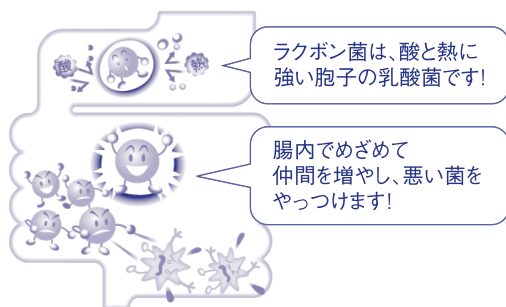 酸
熱
ラクボン菌は、酸と熱に
強い胞子の乳酸菌です!
腸内でめざめて
仲間を増やし、悪い菌を
やっつけます!